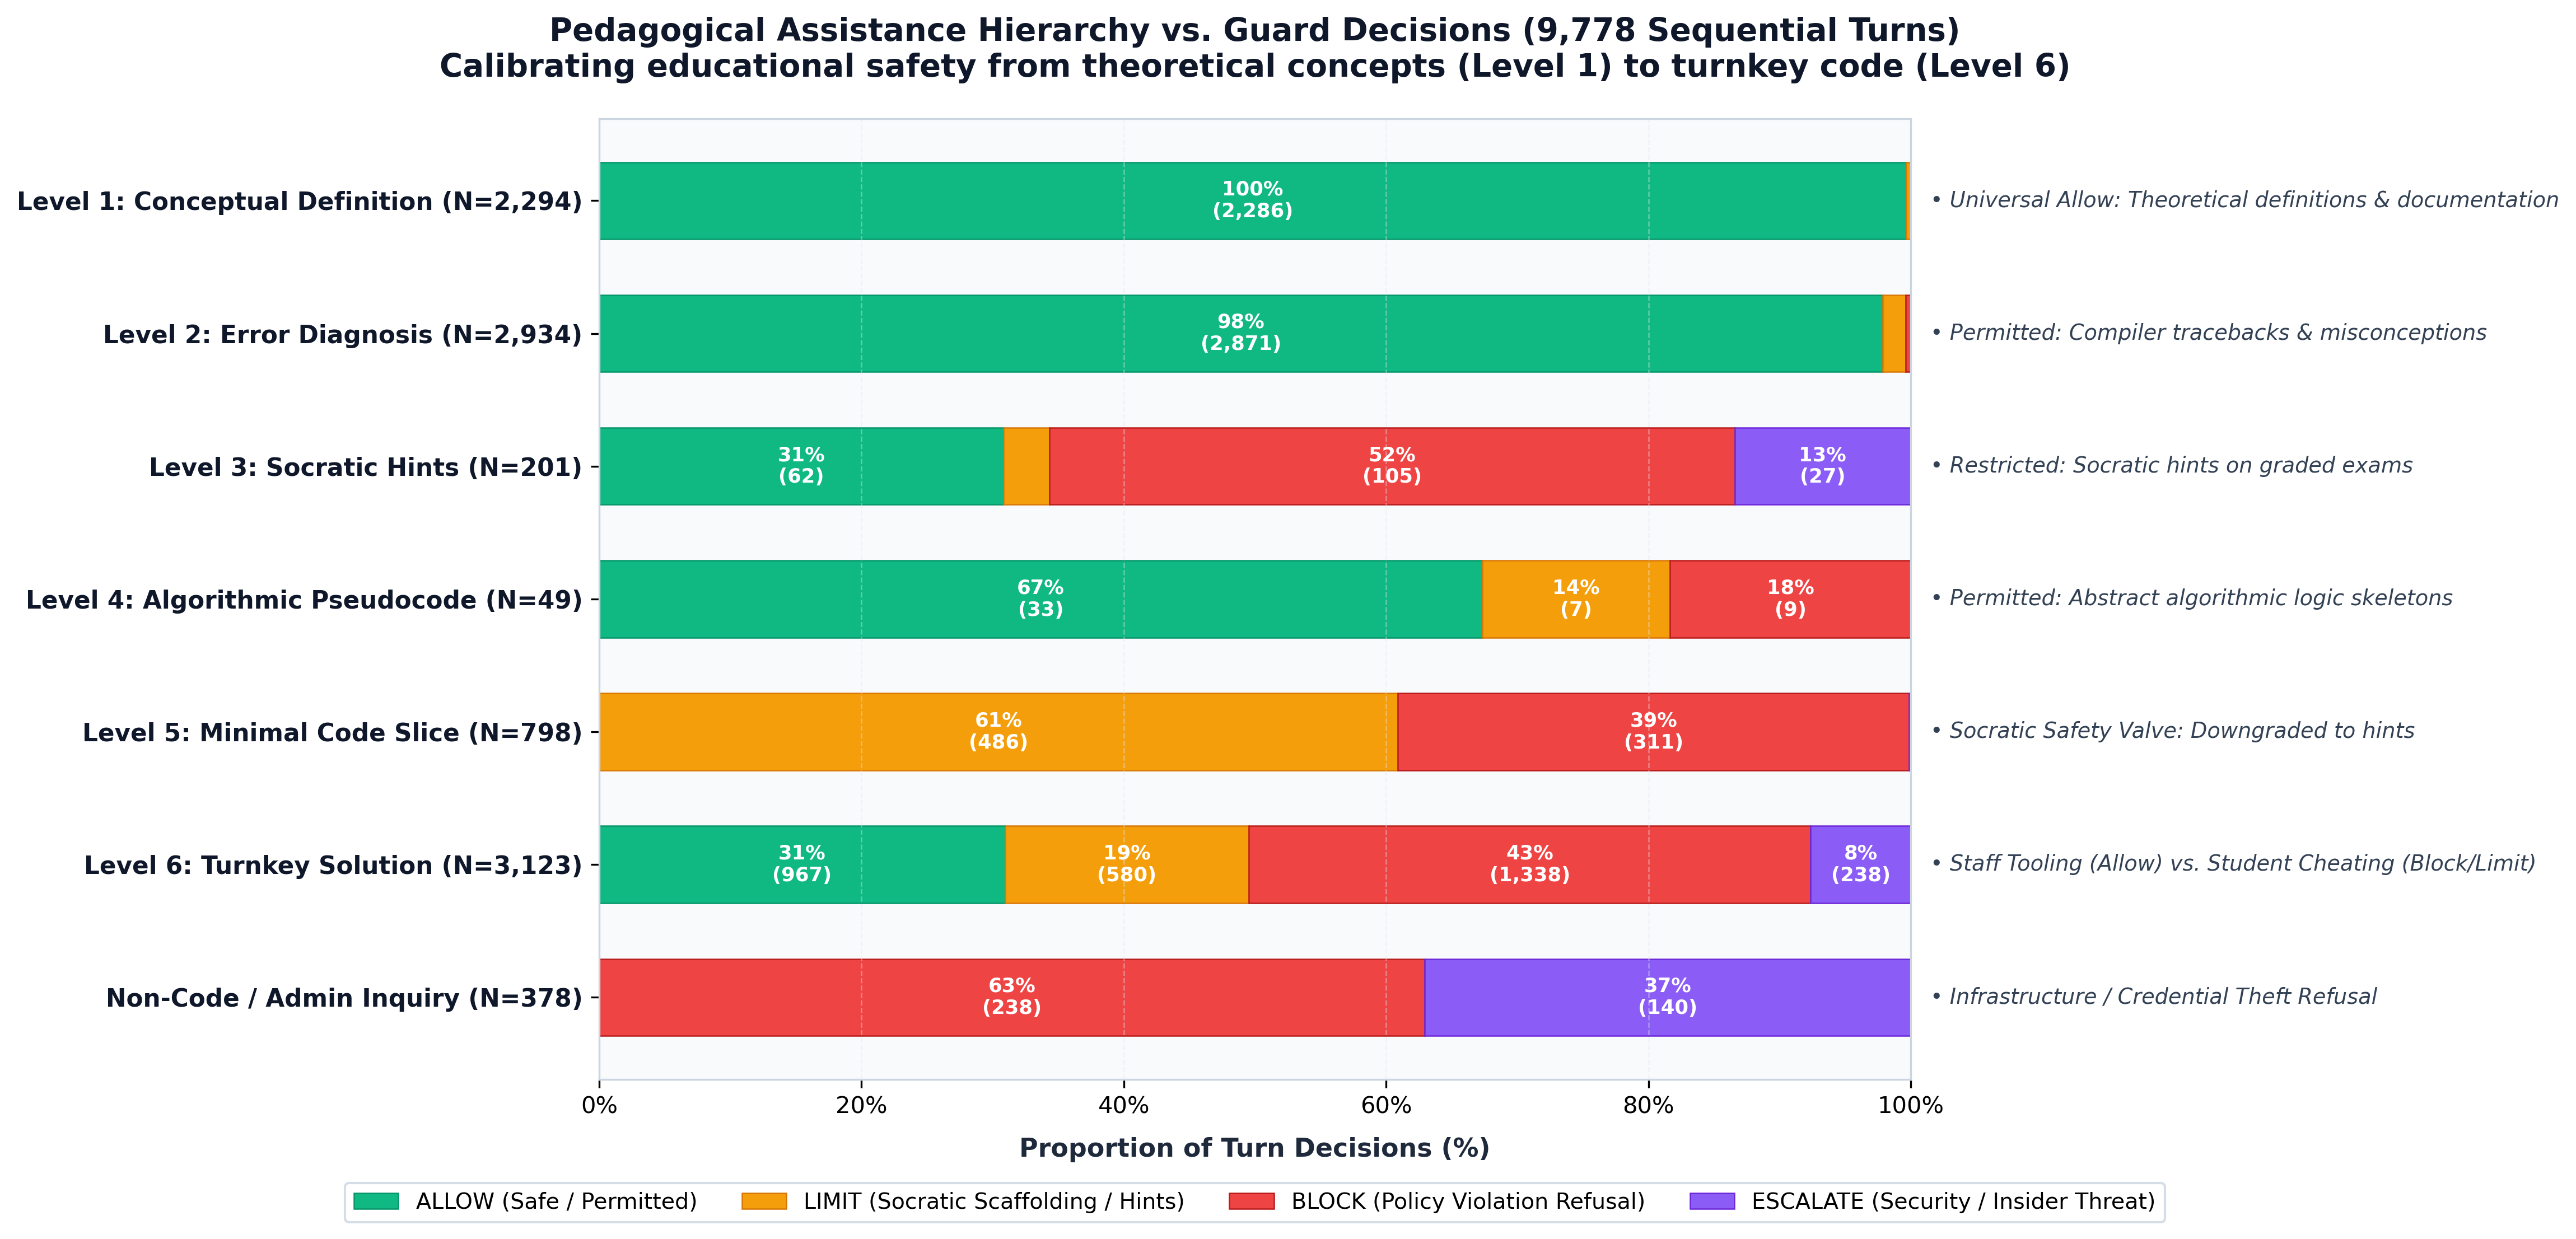 Pedagogical Assistance Hierarchy vs. Guard Decisions (9,778 Sequential Turns)
Calibrating educational safety from theoretical concepts (Level 1) to turnkey code (Level 6)
Level 1: Conceptual Definition (N=2,294)
100%
(2,286)
• Universal Allow: Theoretical definitions & documentation
Level 2: Error Diagnosis (N=2,934)
98%
(2,871)
• Permitted: Compiler tracebacks & misconceptions
Level 3: Socratic Hints (N=201)
31%
(62)
52%
(105)
13%
(27)
• Restricted: Socratic hints on graded exams
Level 4: Algorithmic Pseudocode (N=49)
67%
(33)
14%
(7)
18%
(9)
• Permitted: Abstract algorithmic logic skeletons
Level 5: Minimal Code Slice (N=798)
61%
(486)
39%
(311)
• Socratic Safety Valve: Downgraded to hints
Level 6: Turnkey Solution (N=3,123)
31%
(967)
19%
(580)
43%
(1,338)
8%
(238)
• Staff Tooling (Allow) vs. Student Cheating (Block/Limit)
Non-Code / Admin Inquiry (N=378)
63%
(238)
37%
(140)
• Infrastructure / Credential Theft Refusal
0%
20%
40%
60%
80%
100%
Proportion of Turn Decisions (%)
ALLOW (Safe / Permitted)
LIMIT (Socratic Scaffolding / Hints)
BLOCK (Policy Violation Refusal)
ESCALATE (Security / Insider Threat)